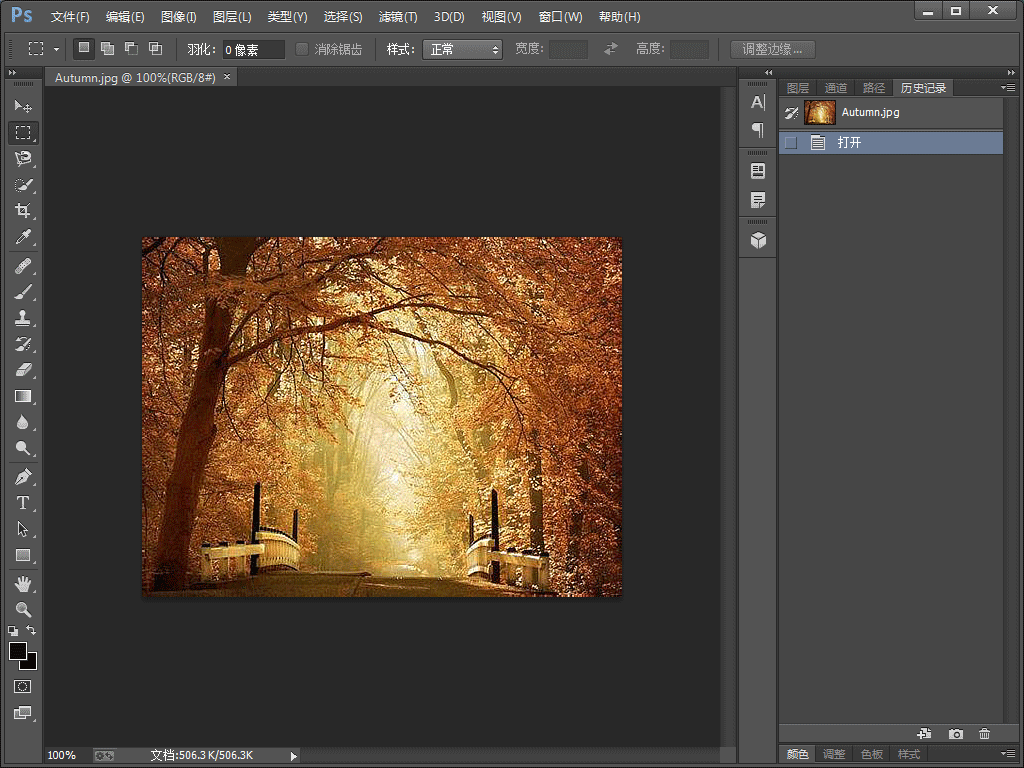 Ps 文件(F) 编辑(E) 图像(I) 图层(L) 类型(Y) 选择(S) 滤镜(T) 3D(D) 视图(V) 窗口(W) 帮助(H)
羽化: 0 像素 消除锯齿 样式: 正常 宽度: 高度: 调整边缘...
Autumn.jpg @ 100%(RGB/8#) ×
图层 通道 路径 历史记录
Autumn.jpg
打开
100% 文档:506.3 K/506.3K
颜色 调整 色板 样式